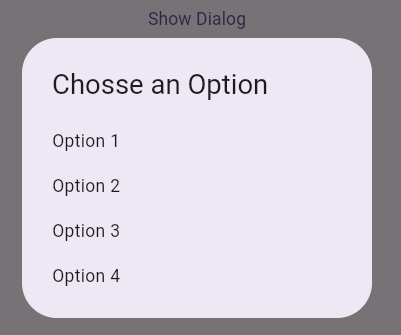 Show Dialog
Chosse an Option
Option 1
Option 2
Option 3
Option 4